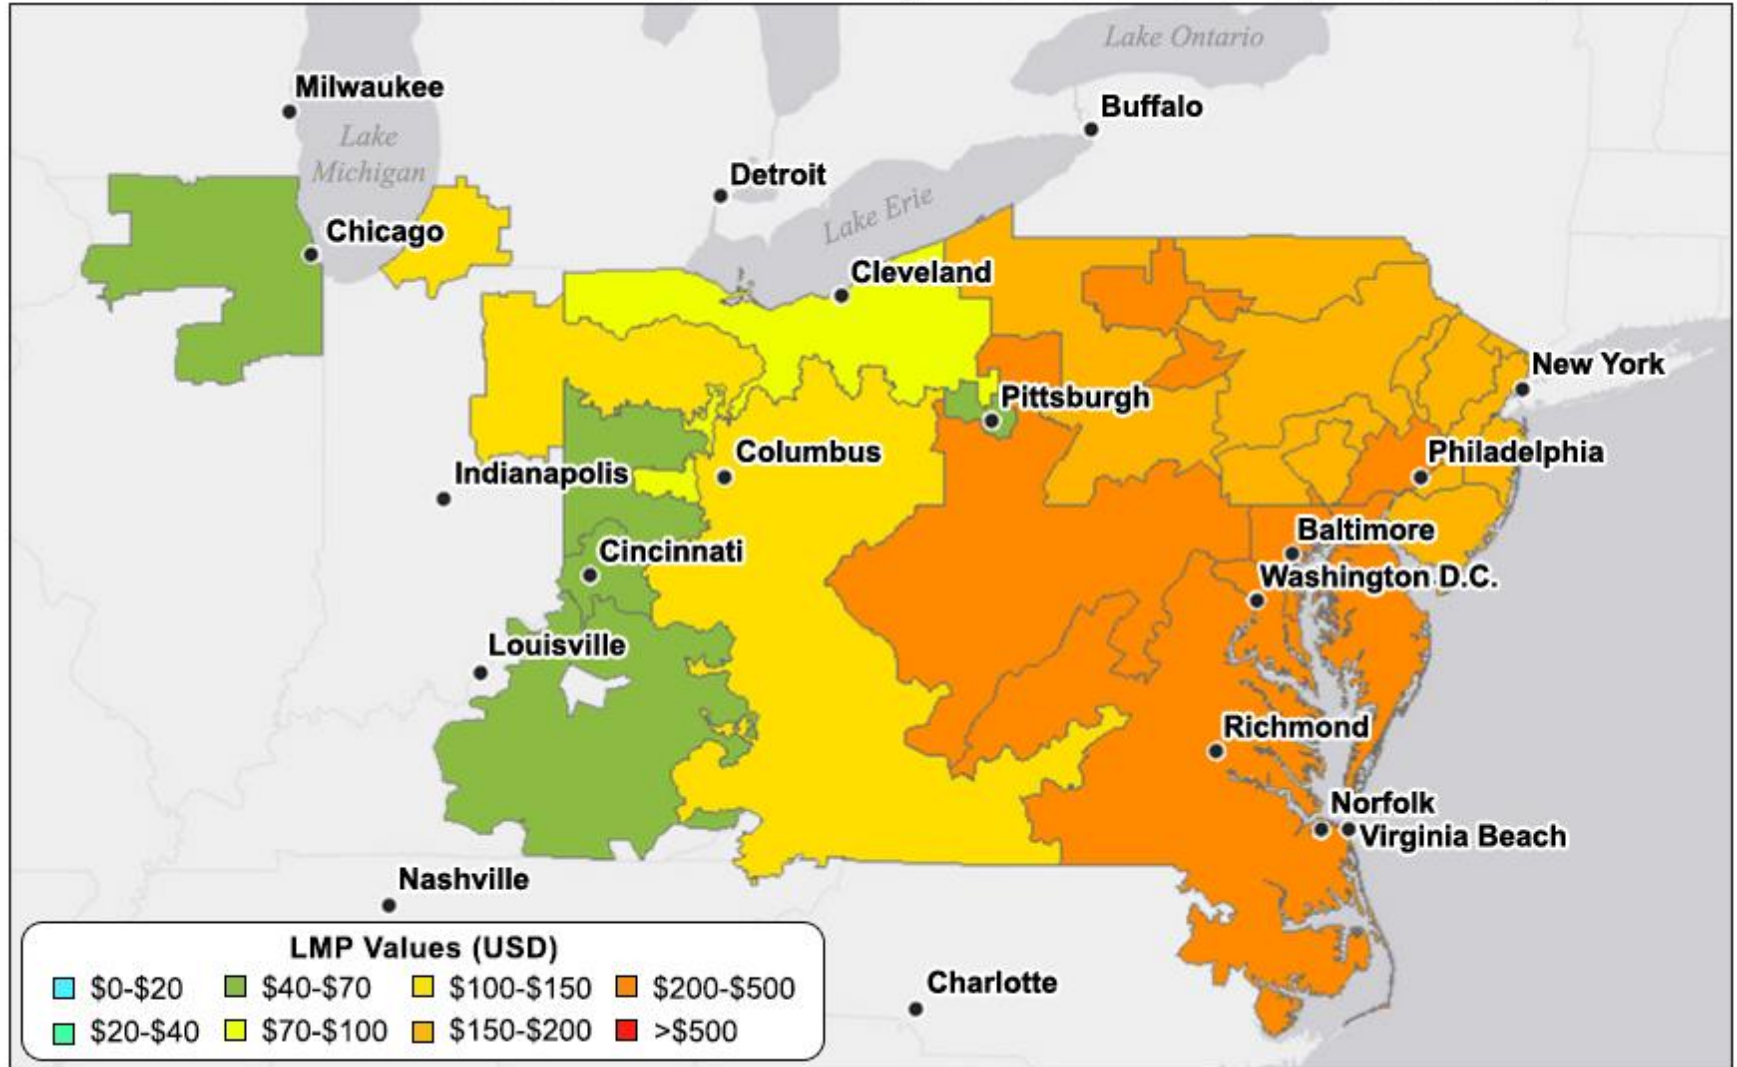 Lake Ontario
Milwaukee
Buffalo
Lake
Michigan
Detroit
Lake Erie
Chicago
Cleveland
New York
Pittsburgh
Columbus
Philadelphia
Indianapolis
Baltimore
Cincinnati
Washington D.C.
Louisville
Richmond
Norfolk
Virginia Beach
Nashville
Charlotte
LMP Values (USD)
$0-$20 $40-$70 $100-$150 $200-$500
$20-$40 $70-$100 $150-$200 >$500